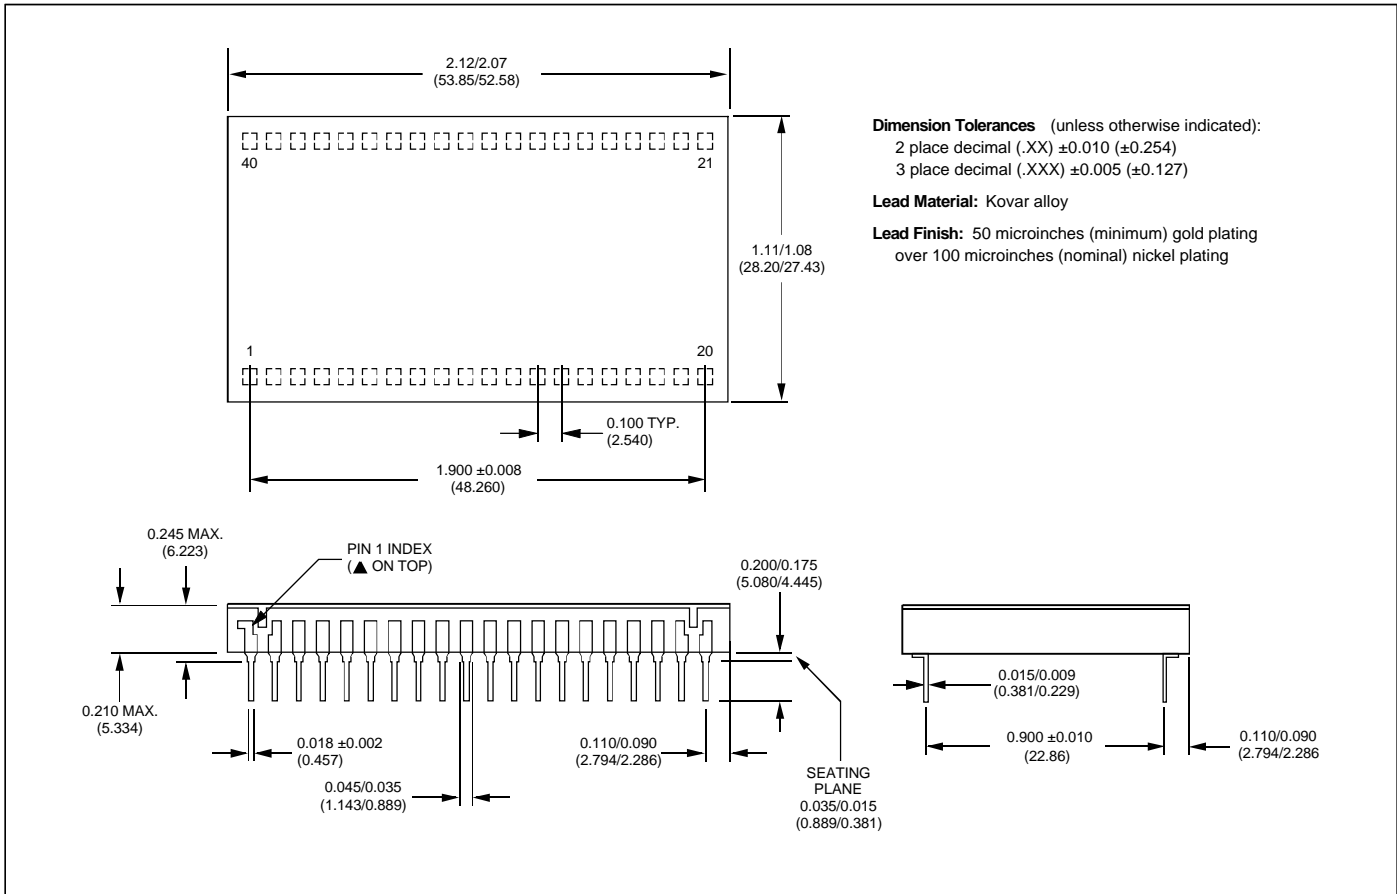 2.12/2.07
(53.85/52.58)
40
21
1.11/1.08
(28.20/27.43)
1
20
0.100 TYP.
(2.540)
1.900 ±0.008
(48.260)
Dimension Tolerances (unless otherwise indicated):
2 place decimal (.XX) ±0.010 (±0.254)
3 place decimal (.XXX) ±0.005 (±0.127)
Lead Material: Kovar alloy
Lead Finish: 50 microinches (minimum) gold plating
over 100 microinches (nominal) nickel plating
0.245 MAX.
(6.223)
PIN 1 INDEX
(▲ ON TOP)
0.200/0.175
(5.080/4.445)
0.210 MAX.
(5.334)
0.018 ±0.002
(0.457)
0.045/0.035
(1.143/0.889)
0.110/0.090
(2.794/2.286)
SEATING
PLANE
0.035/0.015
(0.889/0.381)
0.015/0.009
(0.381/0.229)
0.900 ±0.010
(22.86)
0.110/0.090
(2.794/2.286